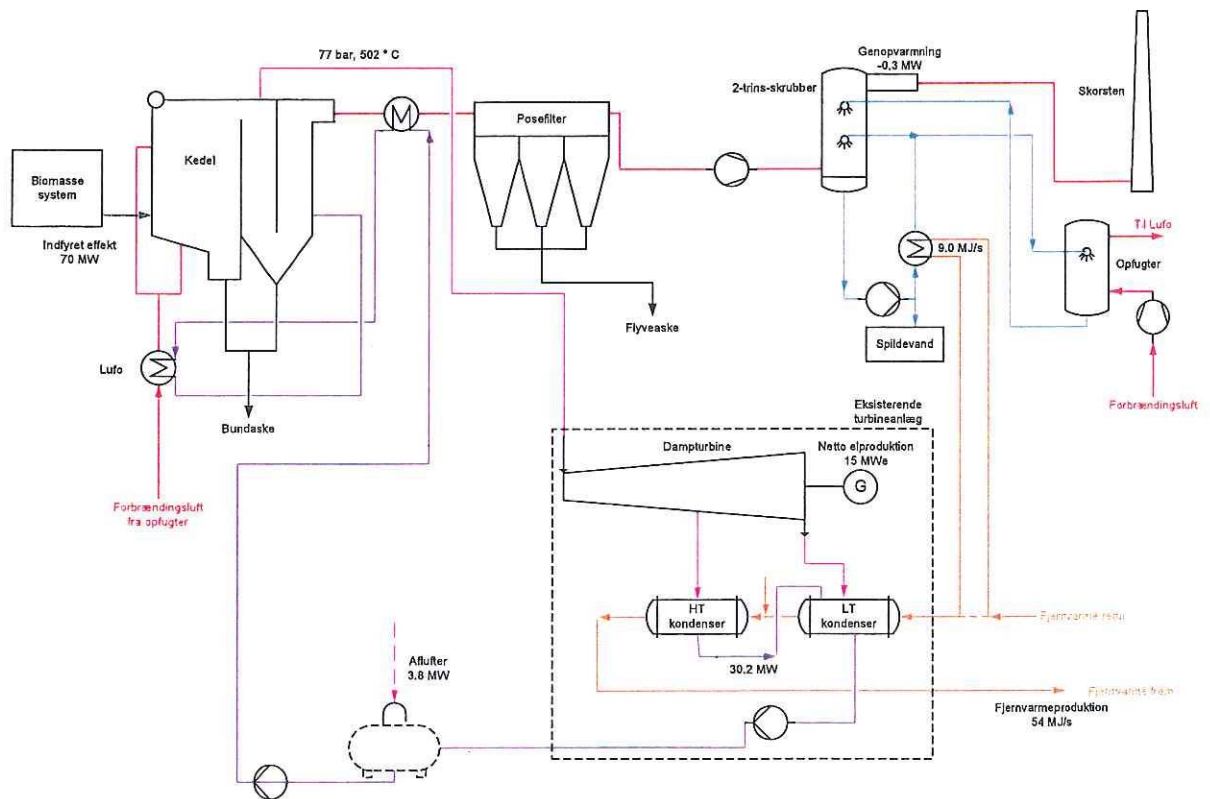 77 bar, 502 ° C
Genopvarmning
-0,3 MW
2-trins-skrubber
Skorsten
Posefilter
Kedel
Biomasse
system
Indfyret effekt
70 MW
Til Lufo
9.0 MJ/s
Opfugter
Flyveaske
Spildevand
Lufo
Bundaske
Forbrændingsluft
Eksisterende
turbineanlæg
Dampturbine
Netto elproduktion
15 MWe
G
Forbrændingsluft
fra opfugter
HT
kondenser
LT
kondenser
Fjernvarme retur
30.2 MW
Aflufter
3.8 MW
Fjernvarme frem
Fjernvarmeproduktion
54 MJ/s